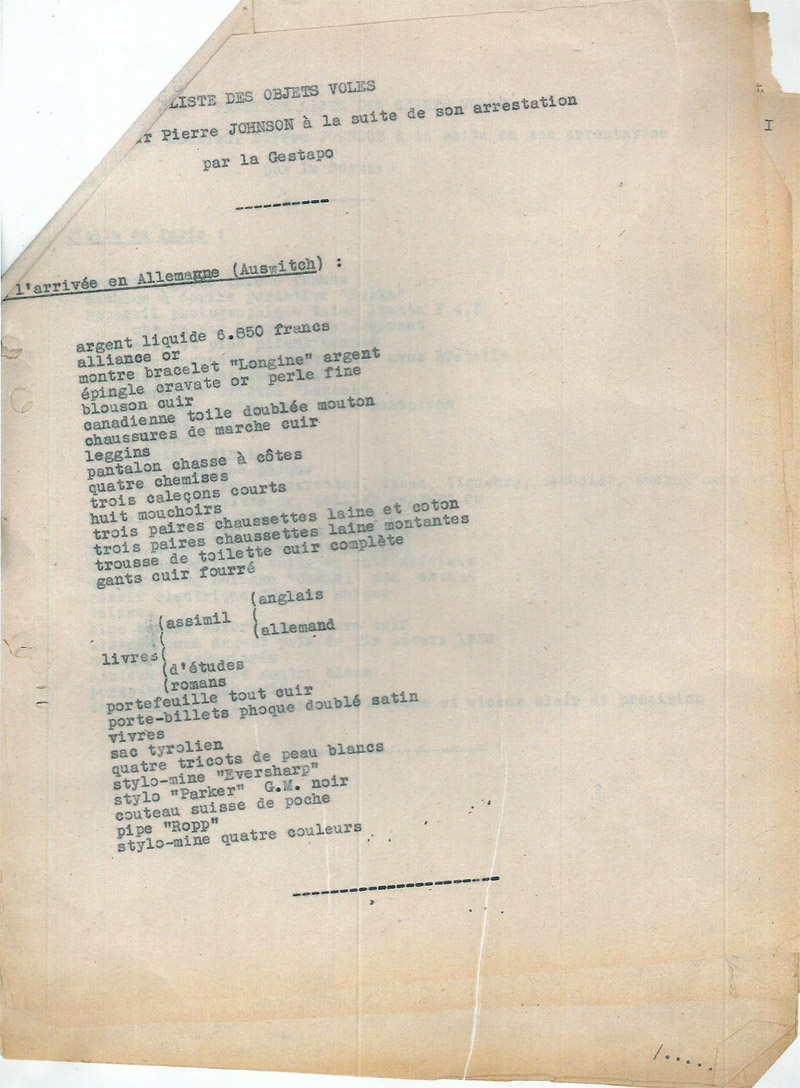 LISTE DES OBJETS VOLES
Pierre JOHNSON à la suite de son arrestation
par la Gestapo
l'arrivée en Allemagne (Auswitch) :
argent liquide 6.850 francs
alliance or
montre bracelet "Longine" argent
épingle cravate or perle fine
blouson cuir
canadienne toile doublée mouton
chaussures de marche cuir
leggins
pantalon chasse à côtes
quatre chemises
trois caleçons courts
huit mouchoirs
trois paires chaussettes laine et coton
trois paires chaussettes laine montantes
trousse de toilette cuir complète
gants cuir fourré
(anglais
(assimil (
( (allemand
livres(
(d'études
(romans
portefeuille tout cuir
porte-billets phoque doublé satin
vivres
sac tyrolien
quatre tricots de peau blancs
stylo-mine "Eversharp"
stylo "Parker" G.M. noir
couteau suisse de poche
pipe "Ropp"
stylo-mine quatre couleurs
/.....